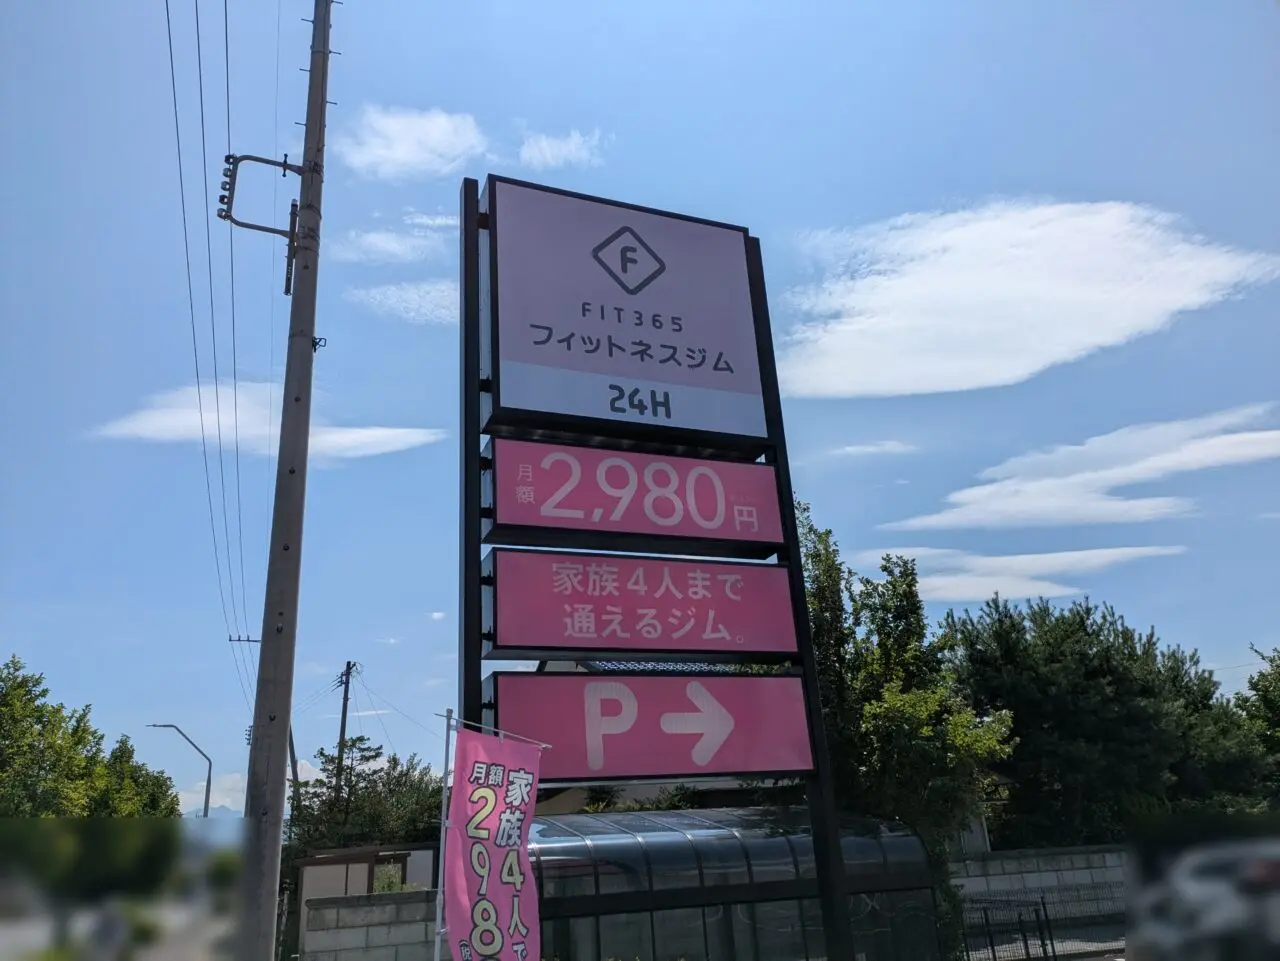 F
FIT365
フィットネスジム
24H
月額 2,980円
家族4人まで
通えるジム。
P→
家族4人で
月額298
(税